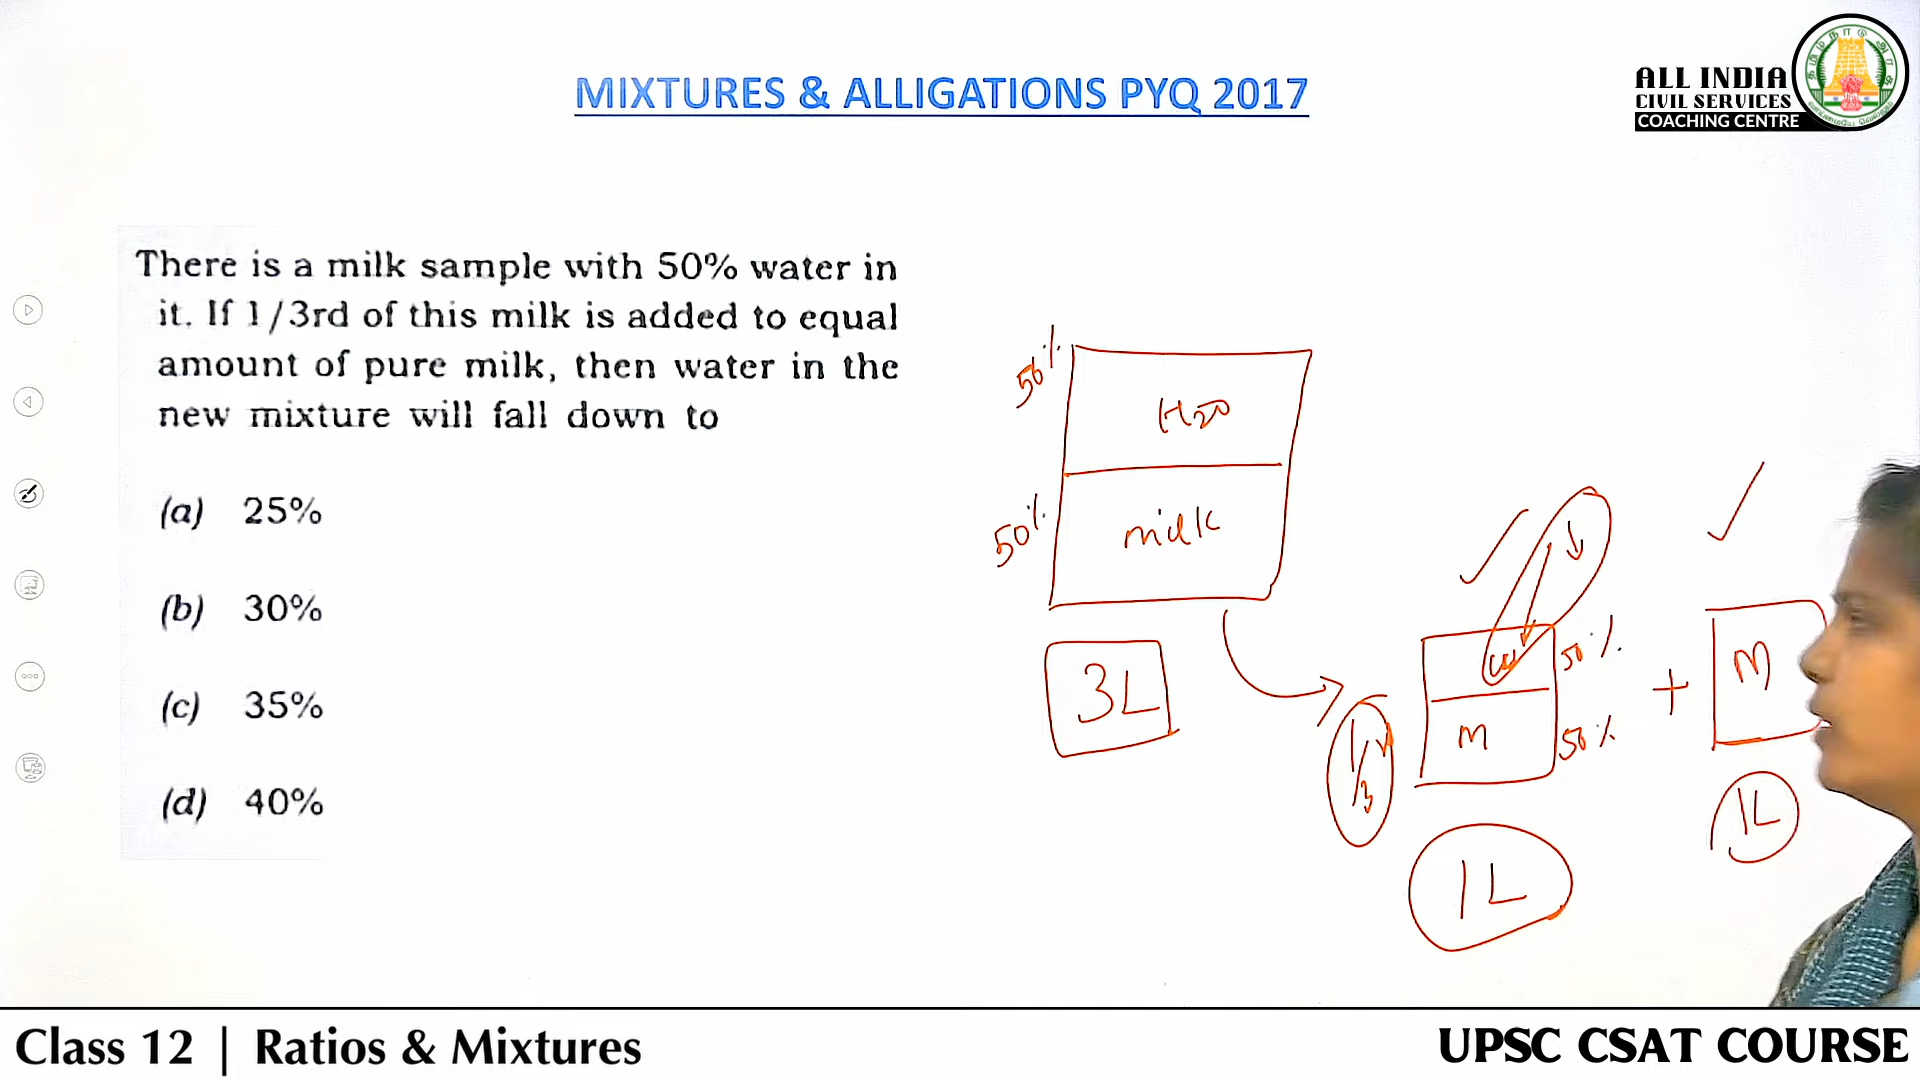 MIXTURES & ALLIGATIONS PYQ 2017
ALL INDIA
CIVIL SERVICES
COACHING CENTRE
There is a milk sample with 50% water in
it. If 1/3rd of this milk is added to equal
amount of pure milk, then water in the
new mixture will fall down to
(a) 25%
(b) 30%
(c) 35%
(d) 40%
50%
H2O
50%
milk
3L
1/3
w
50%
M
50%
1L
+
M
1L
Class 12 | Ratios & Mixtures
UPSC CSAT COURSE